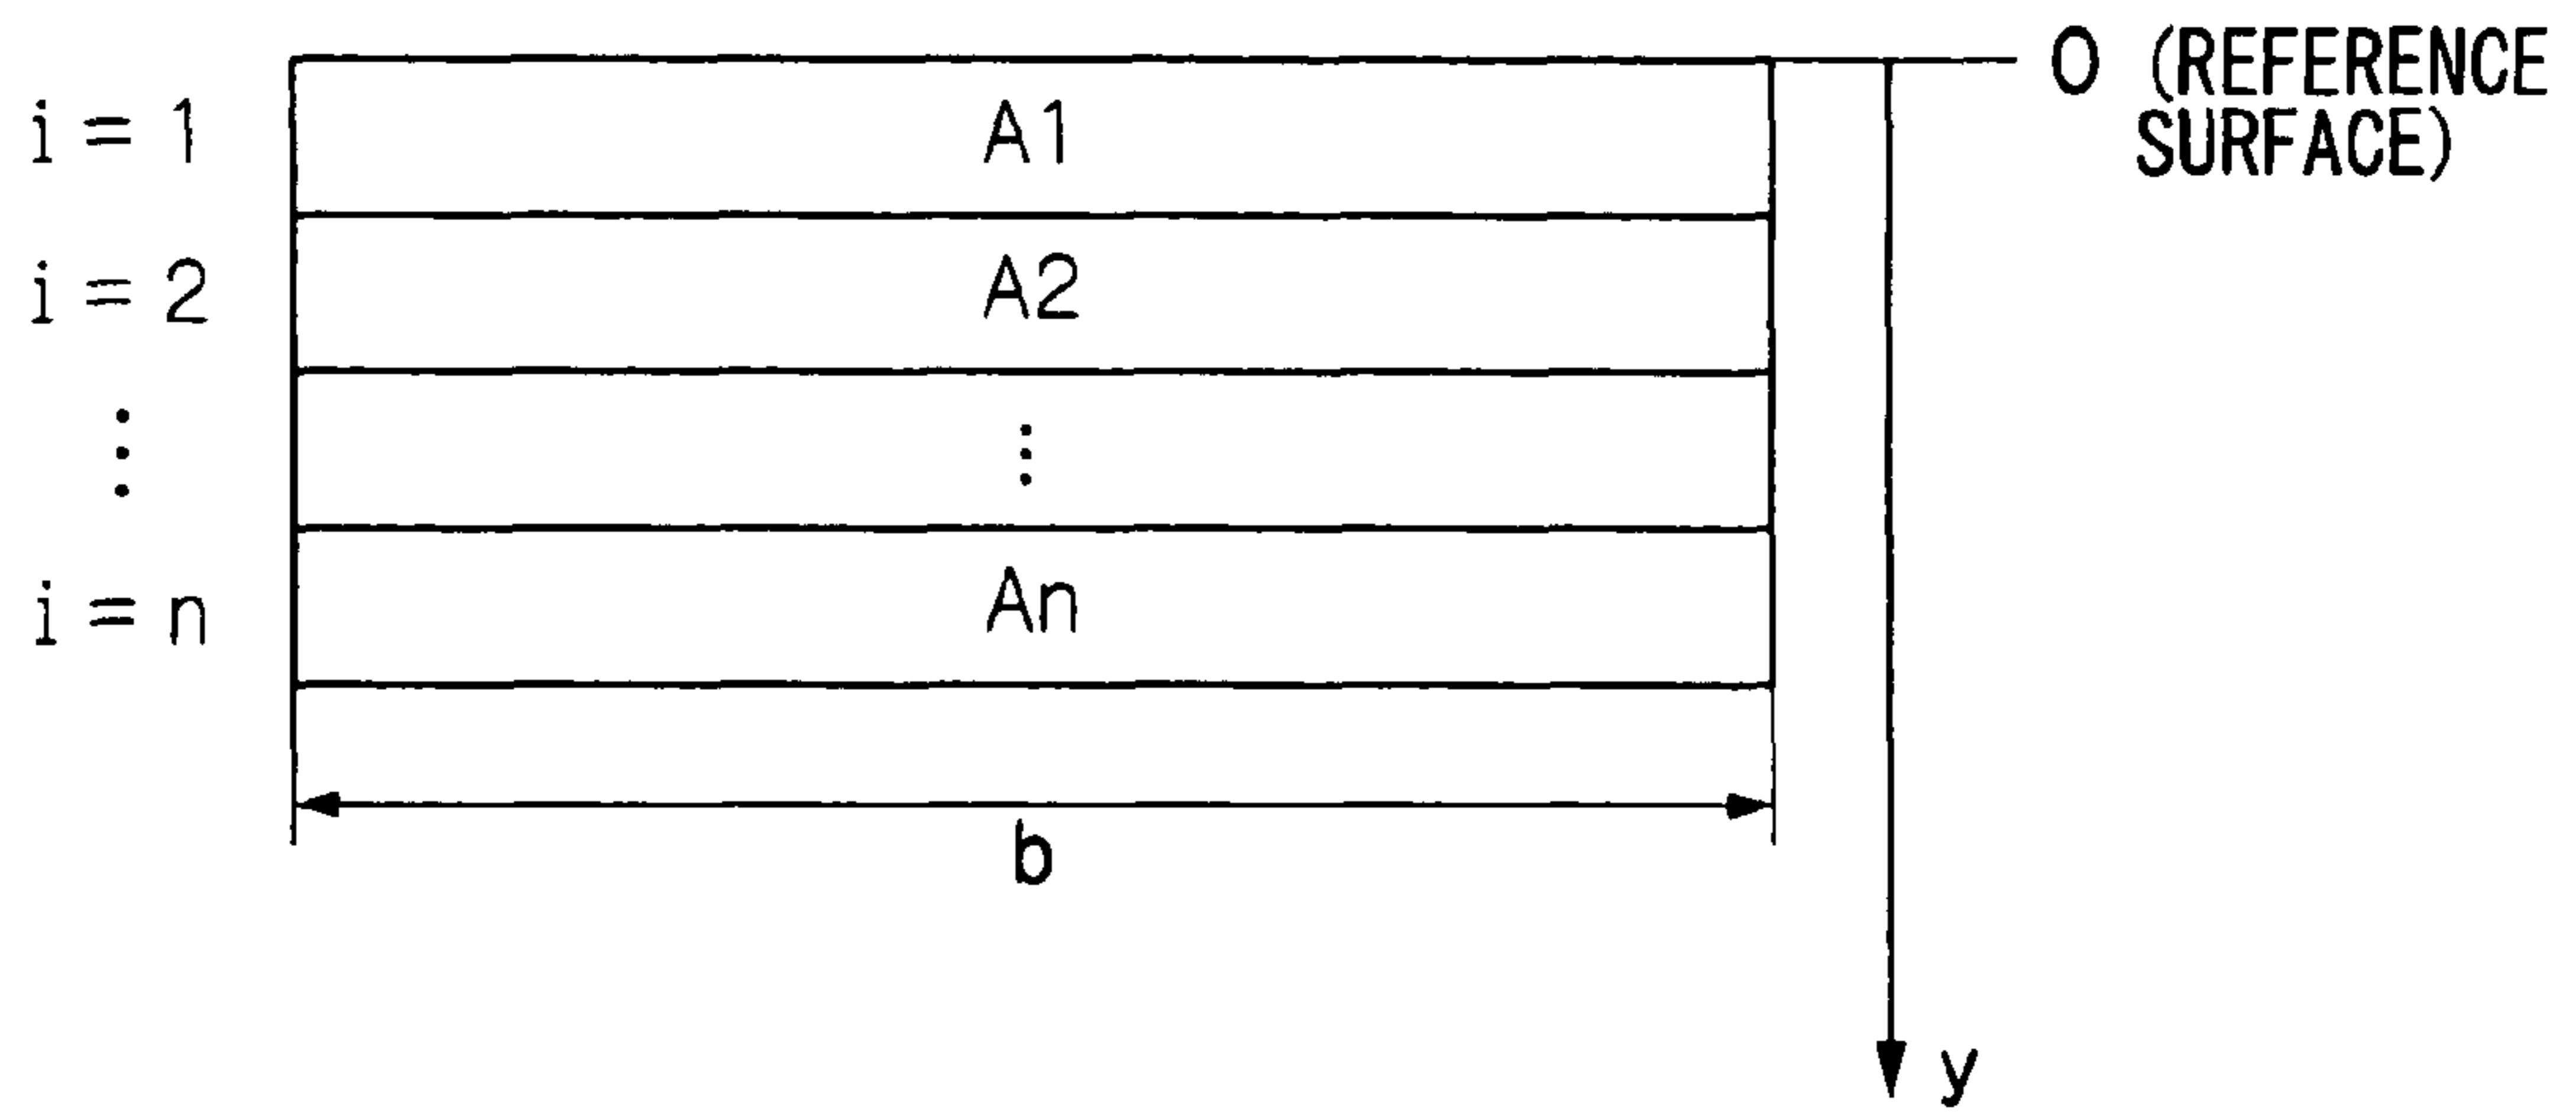 O (REFERENCE
SURFACE)
i = 1 A1
i = 2 A2
⋮ ⋮
i = n An
b
y